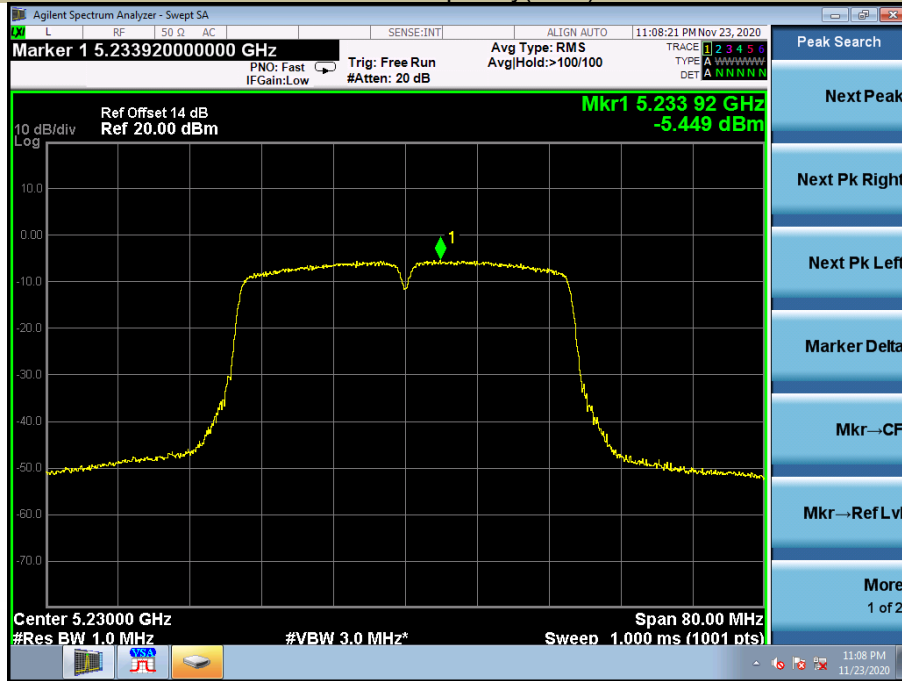 Agilent Spectrum Analyzer - Swept SA
LXI L RF 50 Ω AC SENSE:INT ALIGN AUTO 11:08:21 PM Nov 23, 2020
Marker 1 5.233920000000 GHz
PNO: Fast
IFGain:Low
Trig: Free Run
#Atten: 20 dB
Avg Type: RMS
Avg|Hold:>100/100
TRACE 1 2 3 4 5 6
TYPE A WWWWW
DET A N N N N N
Ref Offset 14 dB
Ref 20.00 dBm
10 dB/div
Log
Mkr1 5.233 92 GHz
-5.449 dBm
10.0
0.00
-10.0
-20.0
-30.0
-40.0
-50.0
-60.0
-70.0
1
Center 5.23000 GHz
Span 80.00 MHz
#Res BW 1.0 MHz
#VBW 3.0 MHz*
Sweep 1.000 ms (1001 pts)
Peak Search
Next Peak
Next Pk Right
Next Pk Left
Marker Delta
Mkr→CF
Mkr→Ref Lvl
More
1 of 2
VSA
11:08 PM
11/23/2020